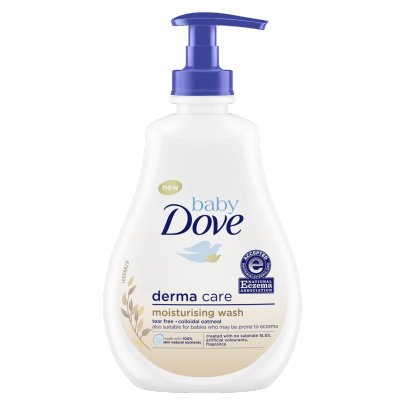 new
baby
Dove
ACCEPTED
e
NATIONAL
Eczema
ASSOCIATION
derma care
moisturising wash
tear free • colloidal oatmeal
also suitable for babies who may be prone to eczema
made with 100%
skin natural nutrients
created with no sulphate SLES,
artificial colourants,
fragrance